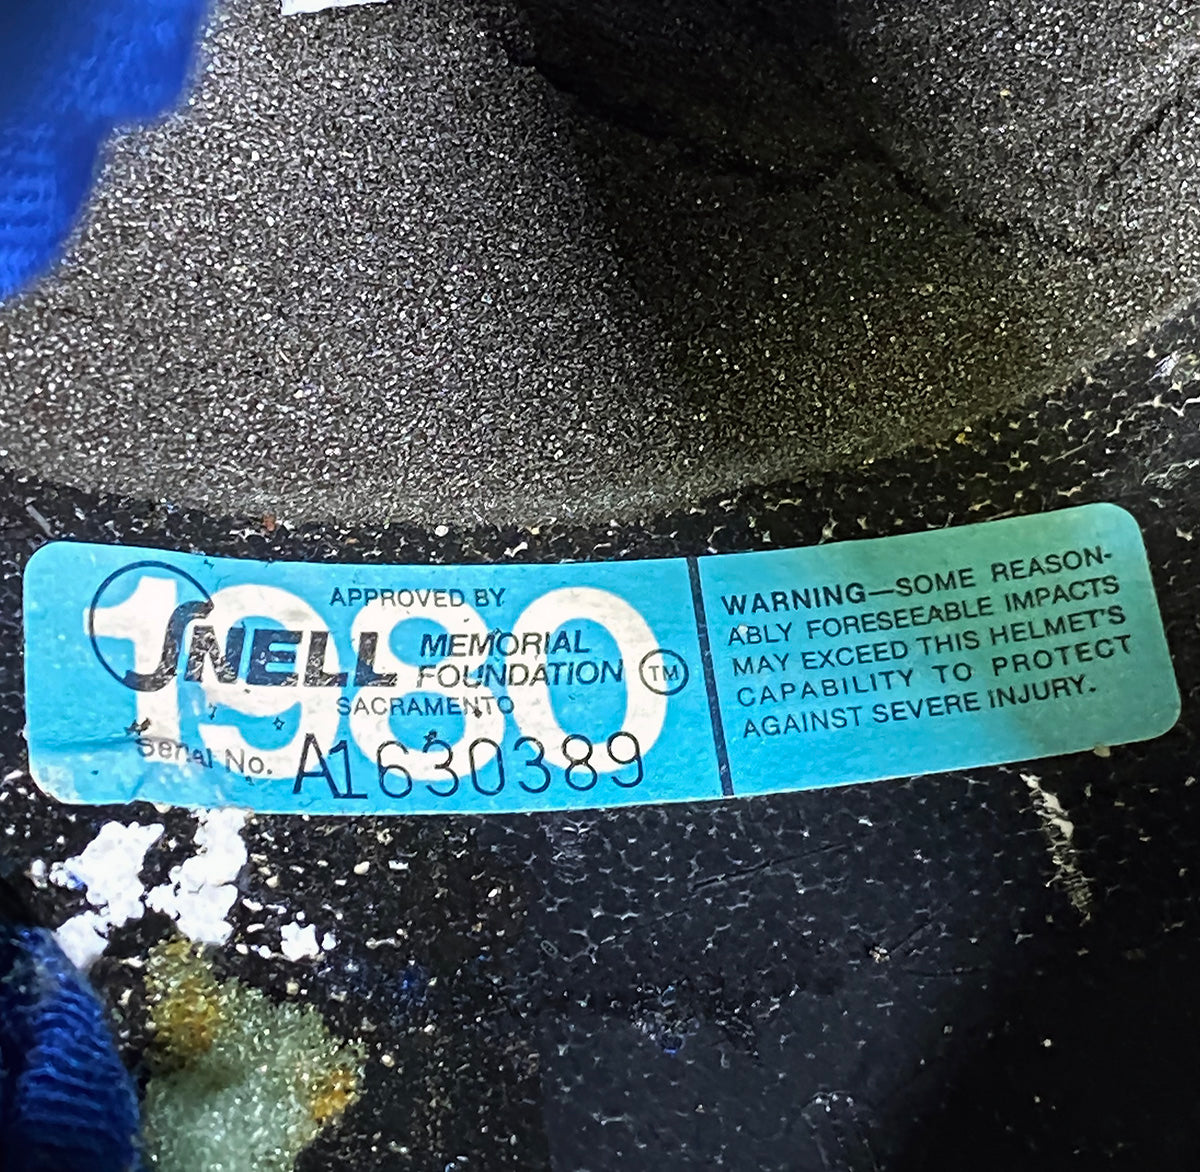 1980
APPROVED BY
SNELL MEMORIAL
FOUNDATION TM
SACRAMENTO
Serial No. A1630389
WARNING—SOME REASON-
ABLY FORESEEABLE IMPACTS
MAY EXCEED THIS HELMET'S
CAPABILITY TO PROTECT
AGAINST SEVERE INJURY.